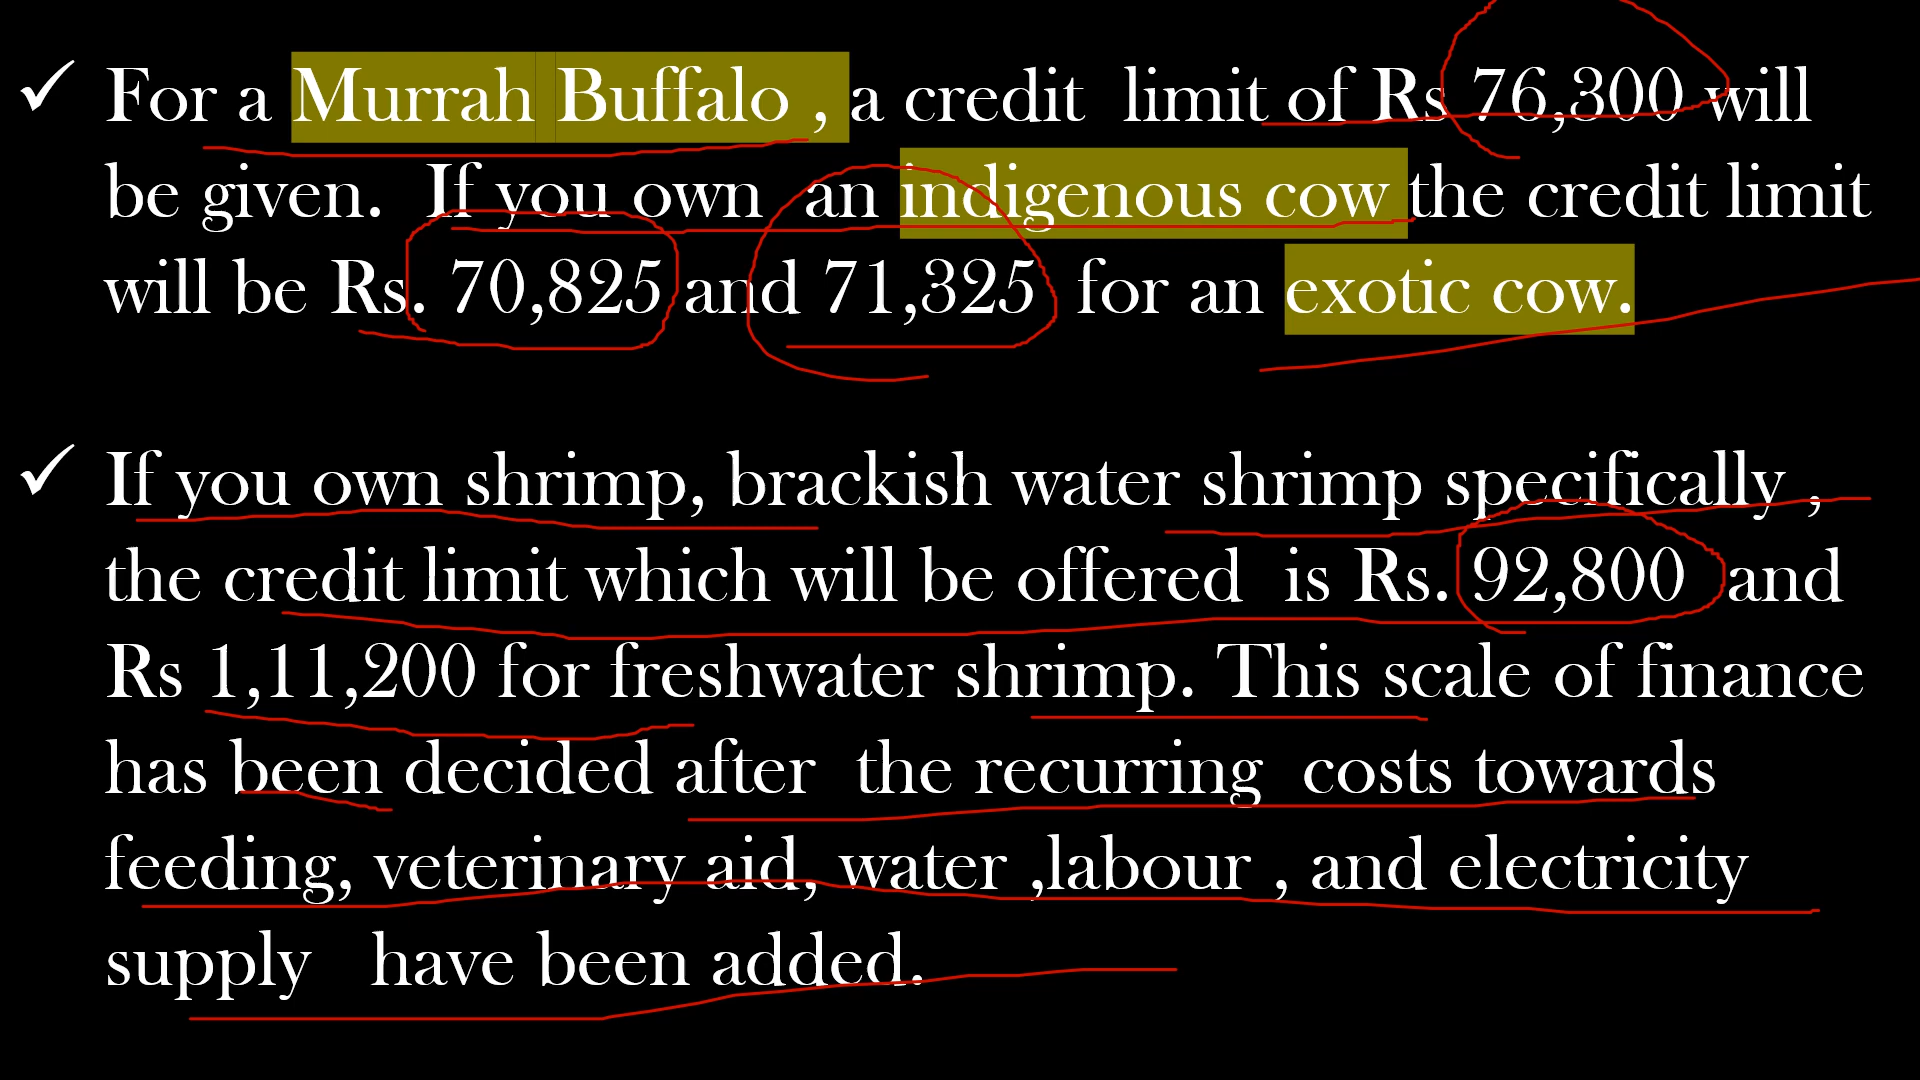 ✓ For a Murrah Buffalo , a credit limit of Rs 76,300 will
be given. If you own an indigenous cow the credit limit
will be Rs. 70,825 and 71,325 for an exotic cow.
✓ If you own shrimp, brackish water shrimp specifically ,
the credit limit which will be offered is Rs. 92,800 and
Rs 1,11,200 for freshwater shrimp. This scale of finance
has been decided after the recurring costs towards
feeding, veterinary aid, water ,labour , and electricity
supply have been added.